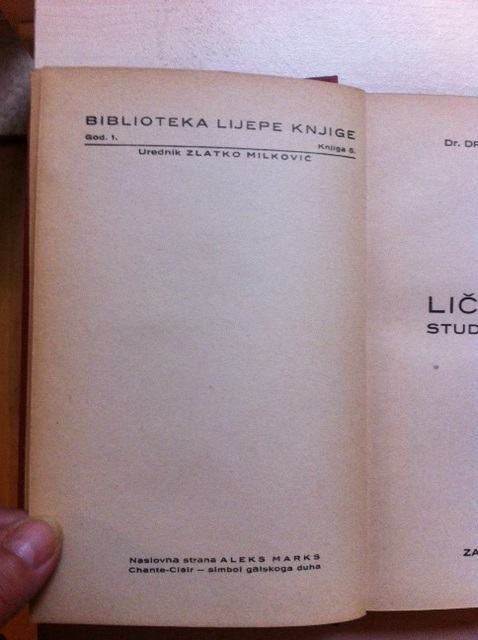 BIBLIOTEKA LIJEPE KNJIGE
God. 1. Knjiga 5.
Urednik ZLATKO MILKOVIĆ
Naslovna strana ALEKS MARKS
Chante-Clair — simbol galskoga duha
Dr. DR
LIČ
STUD
ZA